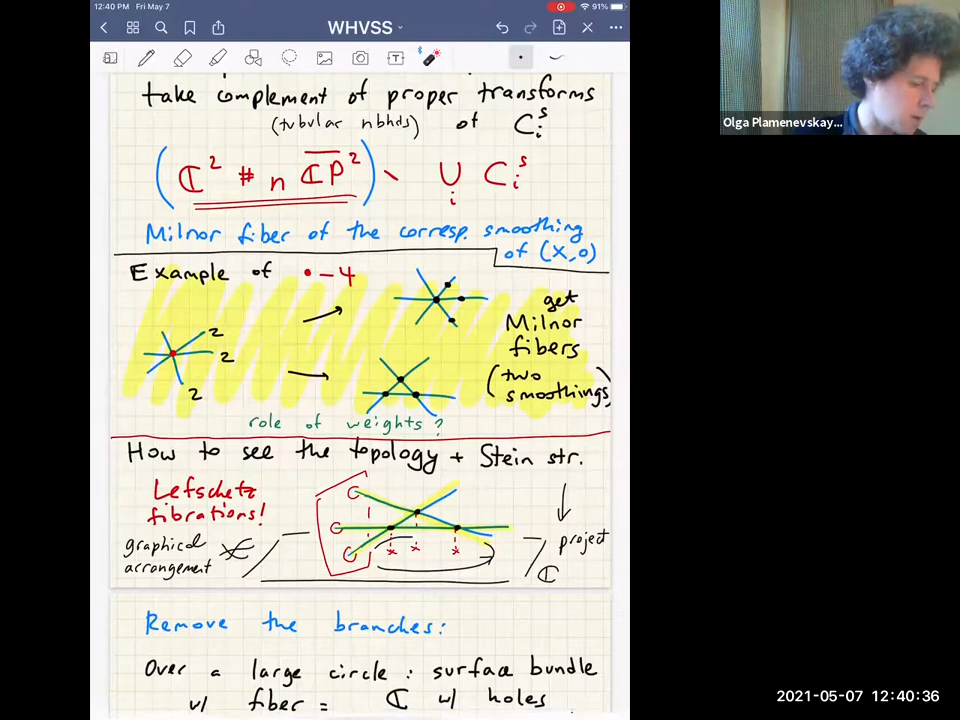 12:40 PM Fri May 7
91%
WHVSS
take complement of proper transforms
(tubular nbhds) of C_i^s
(ℂ² # n \overline{ℂP}²) \ ⋃_i C_i^s
Milnor fiber of the corresp. smoothing
of (X,0)
Example of • -4
2
2
2
get
Milnor
fibers
(two
smoothings)
role of weights?
How to see the topology + Stein str.
Lefschetz
fibrations!
graphical
arrangement
x x x
project
ℂ
Remove the branches:
Over a large circle: surface bundle
w/ fiber = ℂ w/ holes
Olga Plamenevskay...
2021-05-07 12:40:36